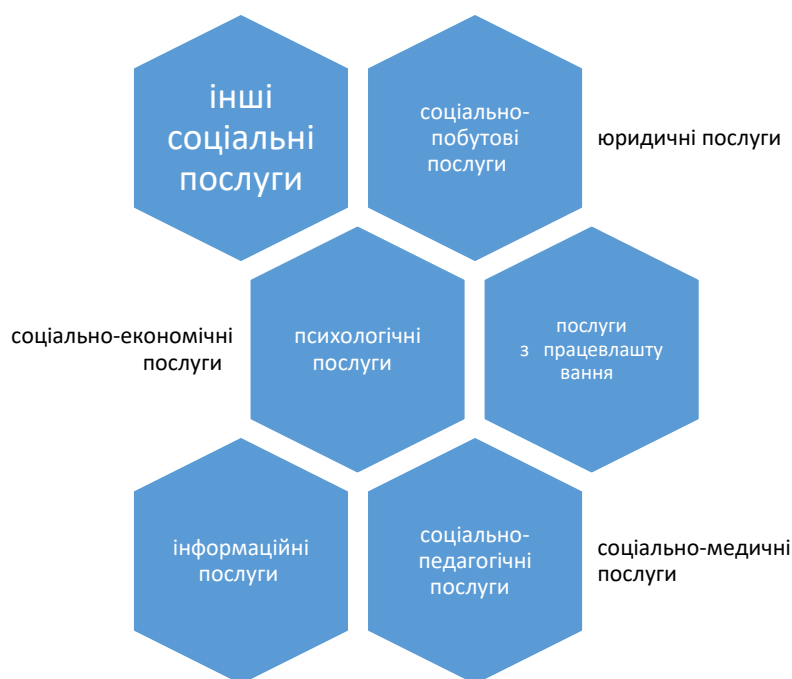 інші
соціальні
послуги
соціально-
побутові
послуги
юридичні послуги
соціально-економічні
послуги
психологічні
послуги
послуги
з працевлашту
вання
інформаційні
послуги
соціально-
педагогічні
послуги
соціально-медичні
послуги